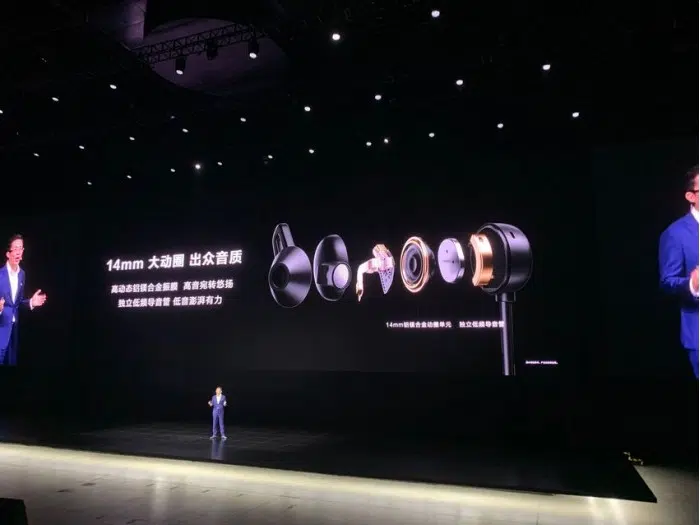 14mm 大动圈 出众音质
高动态铝镁合金振膜 高音宛转悠扬
独立低频导音管 低音澎湃有力
14mm铝镁合金动圈单元 独立低频导音管